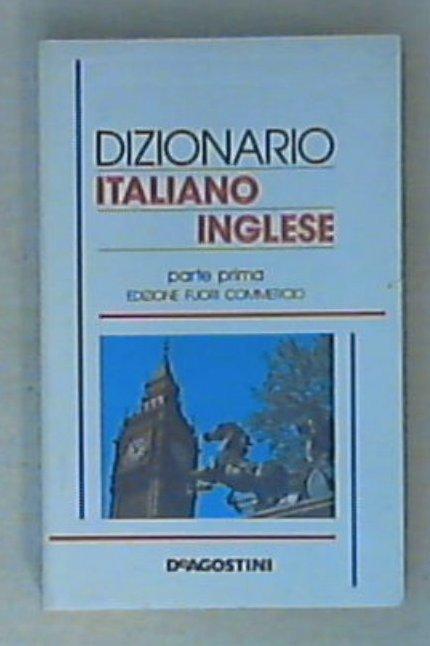 DIZIONARIO
ITALIANO
INGLESE
parte prima
EDIZIONE FUORI COMMERCIO
DeAGOSTINI